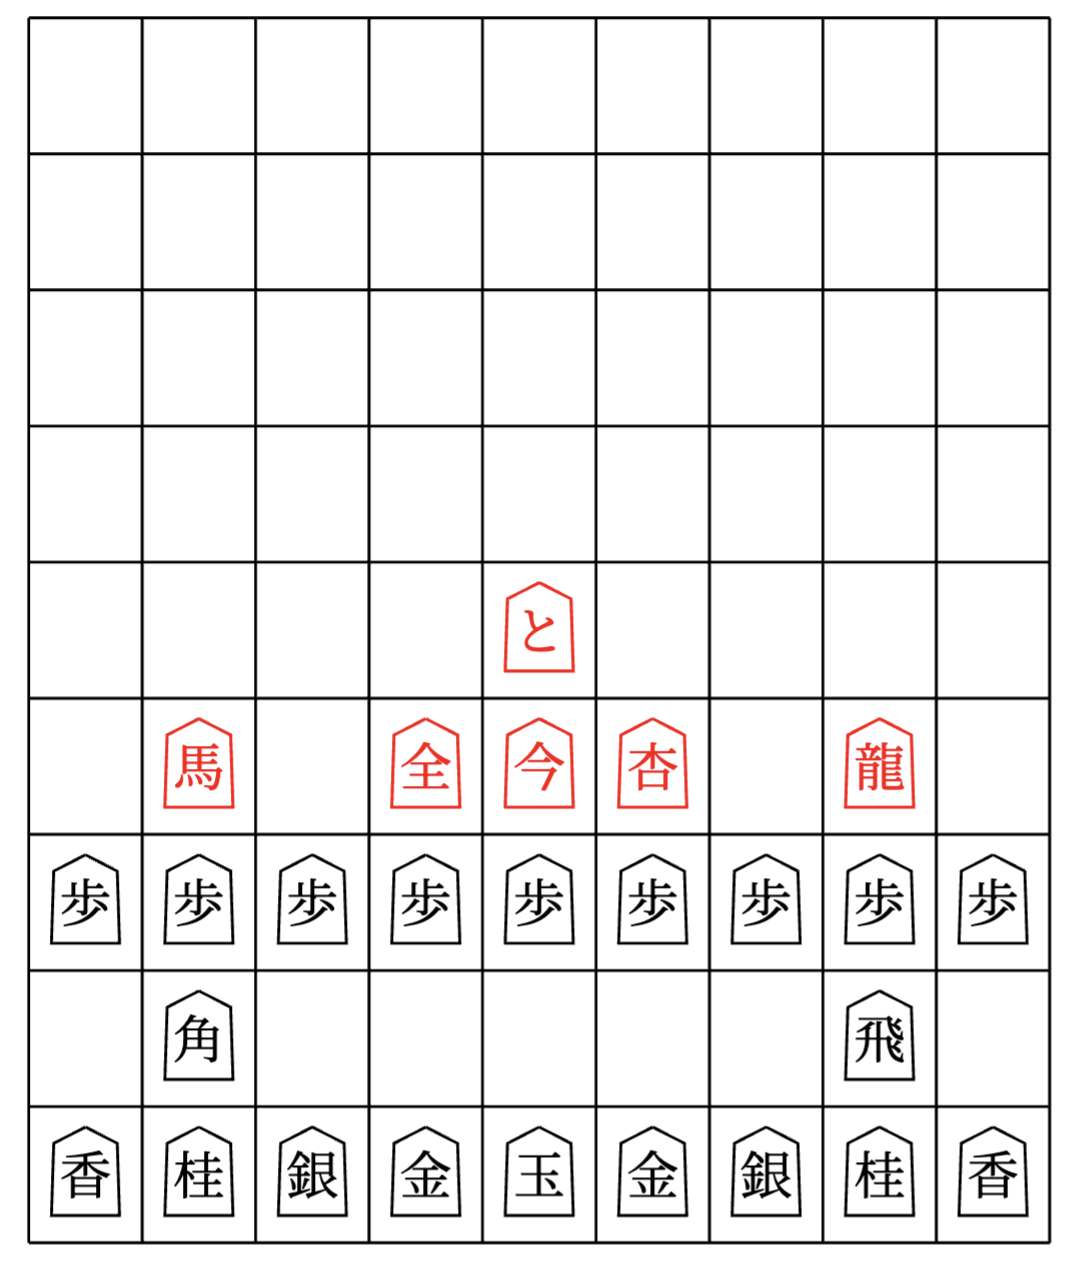 と
馬 全 今 杏 龍
歩 歩 歩 歩 歩 歩 歩 歩 歩
角 飛
香 桂 銀 金 玉 金 銀 桂 香